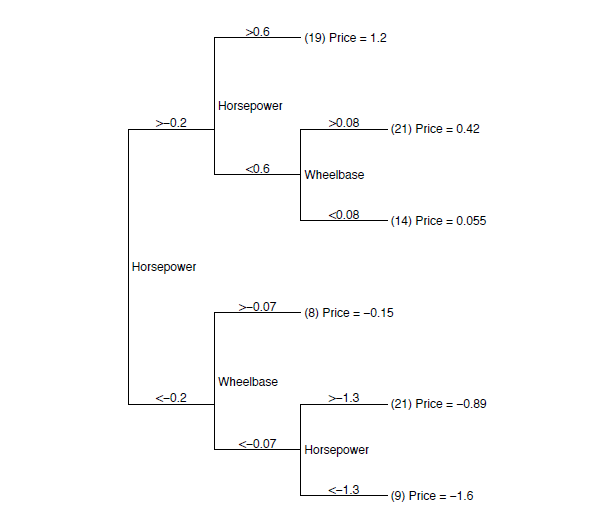 >0.6
(19) Price = 1.2
Horsepower
>−0.2
>0.08
(21) Price = 0.42
<0.6
Wheelbase
<0.08
(14) Price = 0.055
Horsepower
>−0.07
(8) Price = −0.15
Wheelbase
<−0.2
>−1.3
(21) Price = −0.89
<−0.07
Horsepower
<−1.3
(9) Price = −1.6